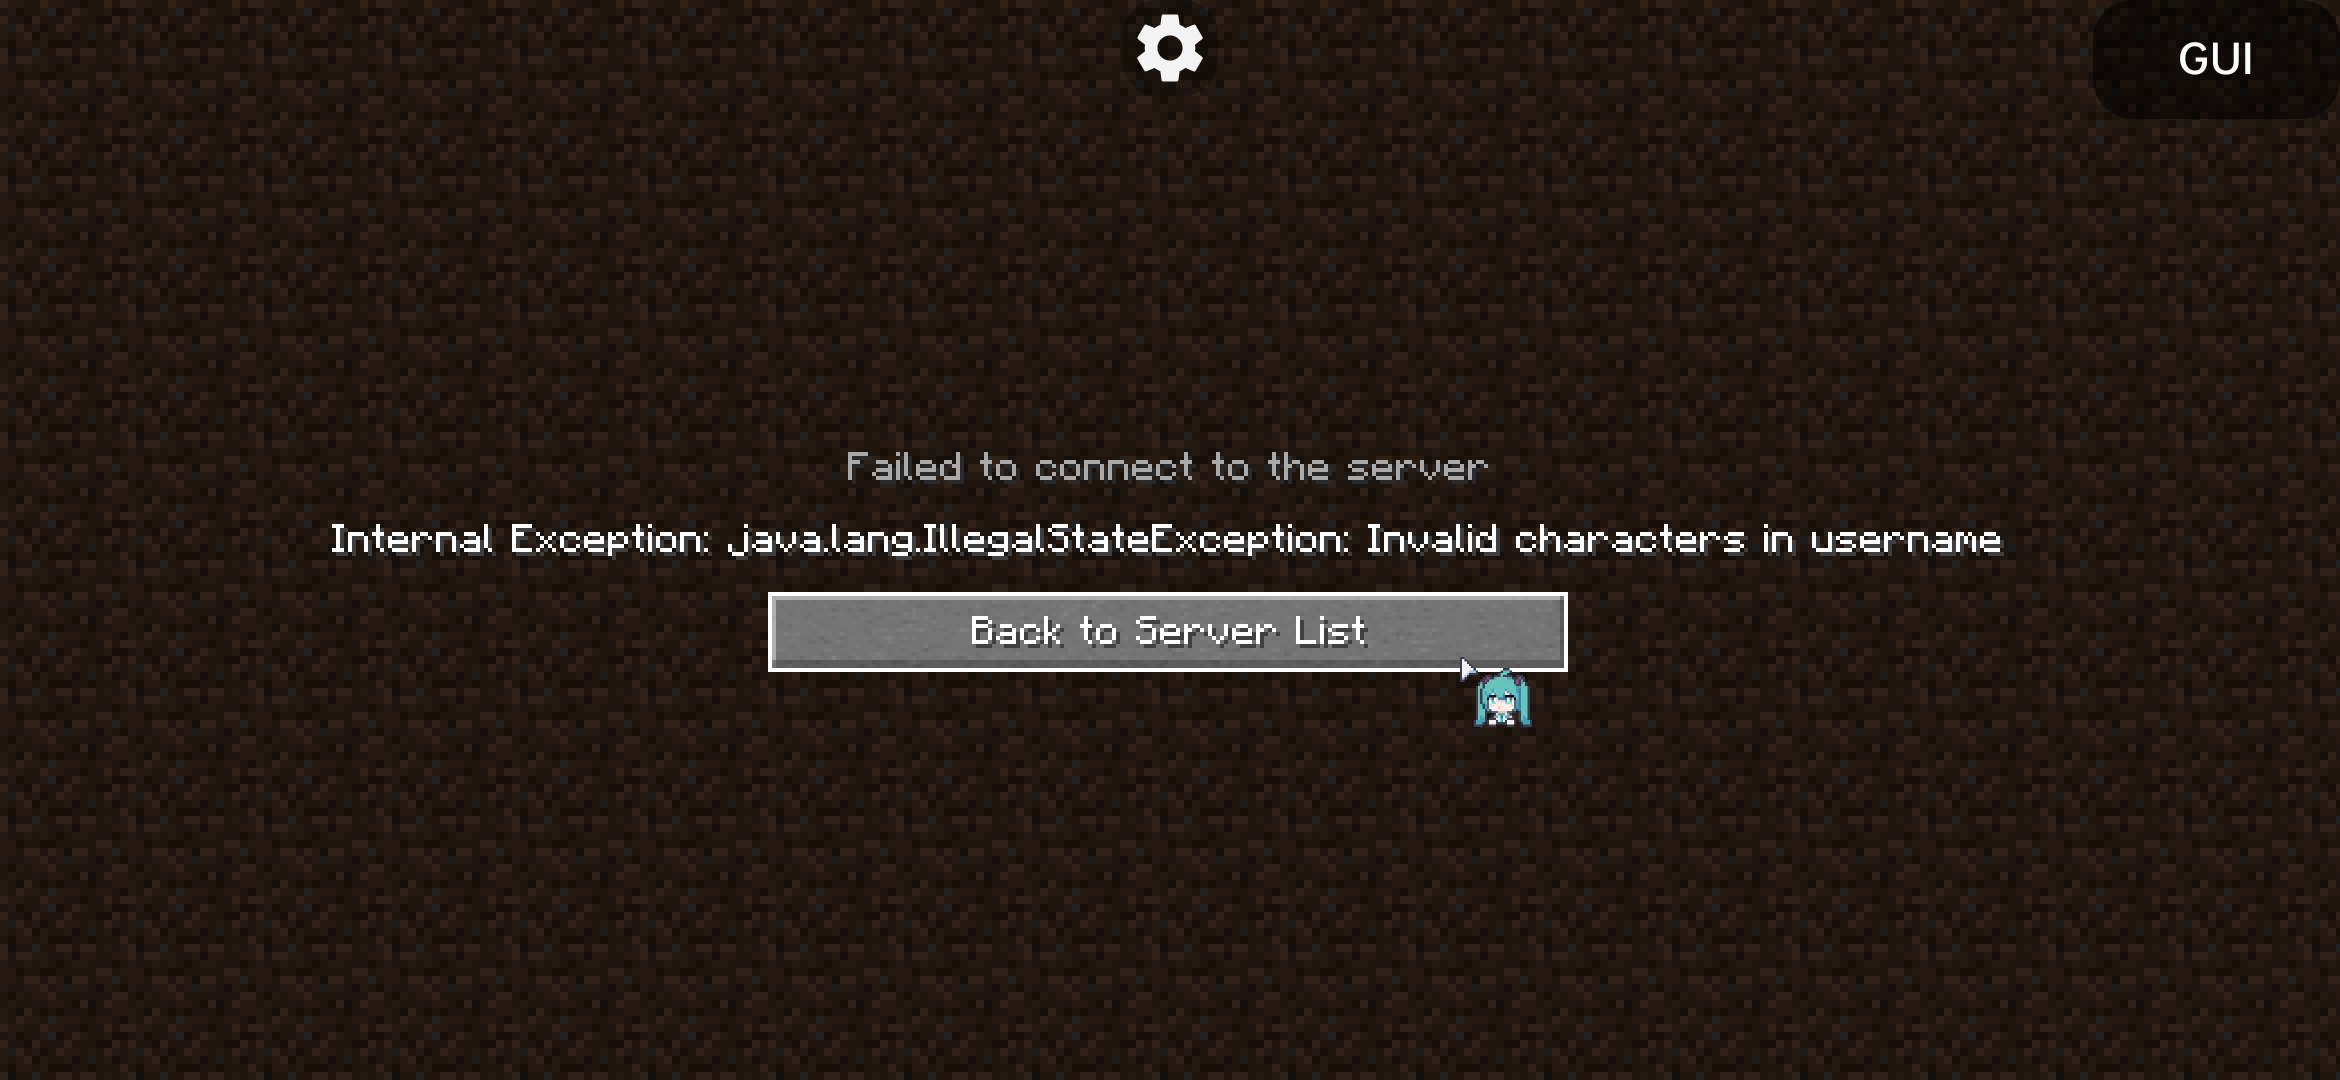 GUI
Failed to connect to the server
Internal Exception: java.lang.IllegalStateException: Invalid characters in username
Back to Server List